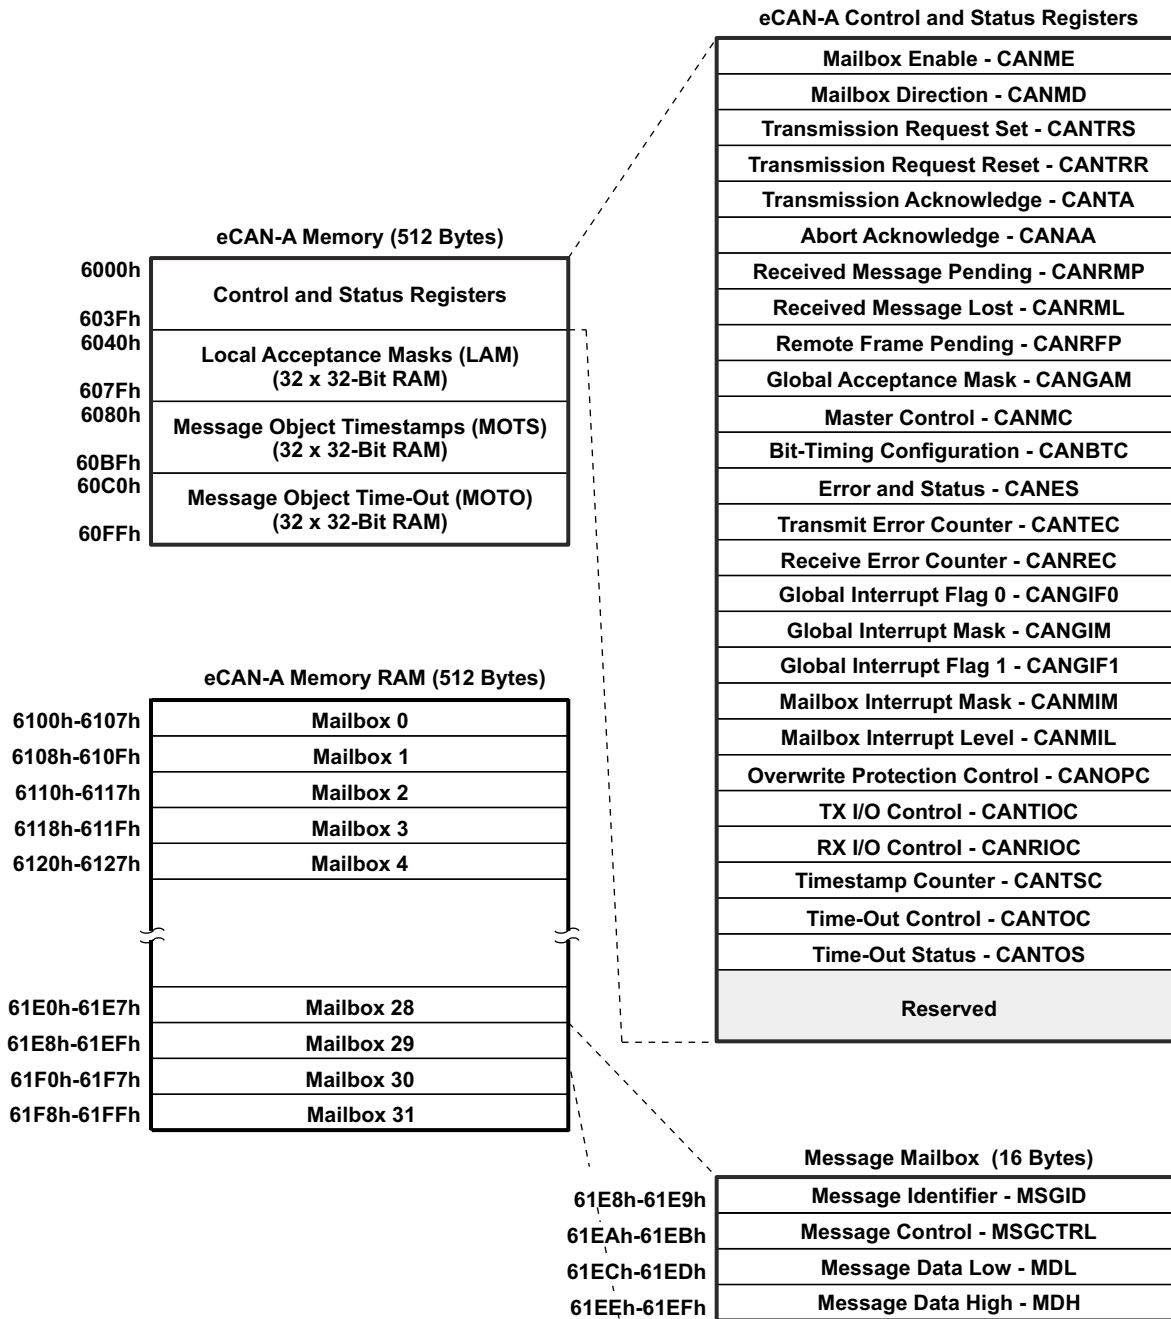 eCAN-A Control and Status Registers
Mailbox Enable - CANME
Mailbox Direction - CANMD
Transmission Request Set - CANTRS
Transmission Request Reset - CANTRR
Transmission Acknowledge - CANTA
Abort Acknowledge - CANAA
Received Message Pending - CANRMP
Received Message Lost - CANRML
Remote Frame Pending - CANRFP
Global Acceptance Mask - CANGAM
Master Control - CANMC
Bit-Timing Configuration - CANBTC
Error and Status - CANES
Transmit Error Counter - CANTEC
Receive Error Counter - CANREC
Global Interrupt Flag 0 - CANGIF0
Global Interrupt Mask - CANGIM
Global Interrupt Flag 1 - CANGIF1
Mailbox Interrupt Mask - CANMIM
Mailbox Interrupt Level - CANMIL
Overwrite Protection Control - CANOPC
TX I/O Control - CANTIOC
RX I/O Control - CANRIOC
Timestamp Counter - CANTSC
Time-Out Control - CANTOC
Time-Out Status - CANTOS
Reserved
eCAN-A Memory (512 Bytes)
6000h
Control and Status Registers
603Fh
6040h
Local Acceptance Masks (LAM)
(32 x 32-Bit RAM)
607Fh
6080h
Message Object Timestamps (MOTS)
(32 x 32-Bit RAM)
60BFh
60C0h
Message Object Time-Out (MOTO)
(32 x 32-Bit RAM)
60FFh
eCAN-A Memory RAM (512 Bytes)
6100h-6107h Mailbox 0
6108h-610Fh Mailbox 1
6110h-6117h Mailbox 2
6118h-611Fh Mailbox 3
6120h-6127h Mailbox 4
61E0h-61E7h Mailbox 28
61E8h-61EFh Mailbox 29
61F0h-61F7h Mailbox 30
61F8h-61FFh Mailbox 31
Message Mailbox (16 Bytes)
61E8h-61E9h Message Identifier - MSGID
61EAh-61EBh Message Control - MSGCTRL
61ECh-61EDh Message Data Low - MDL
61EEh-61EFh Message Data High - MDH